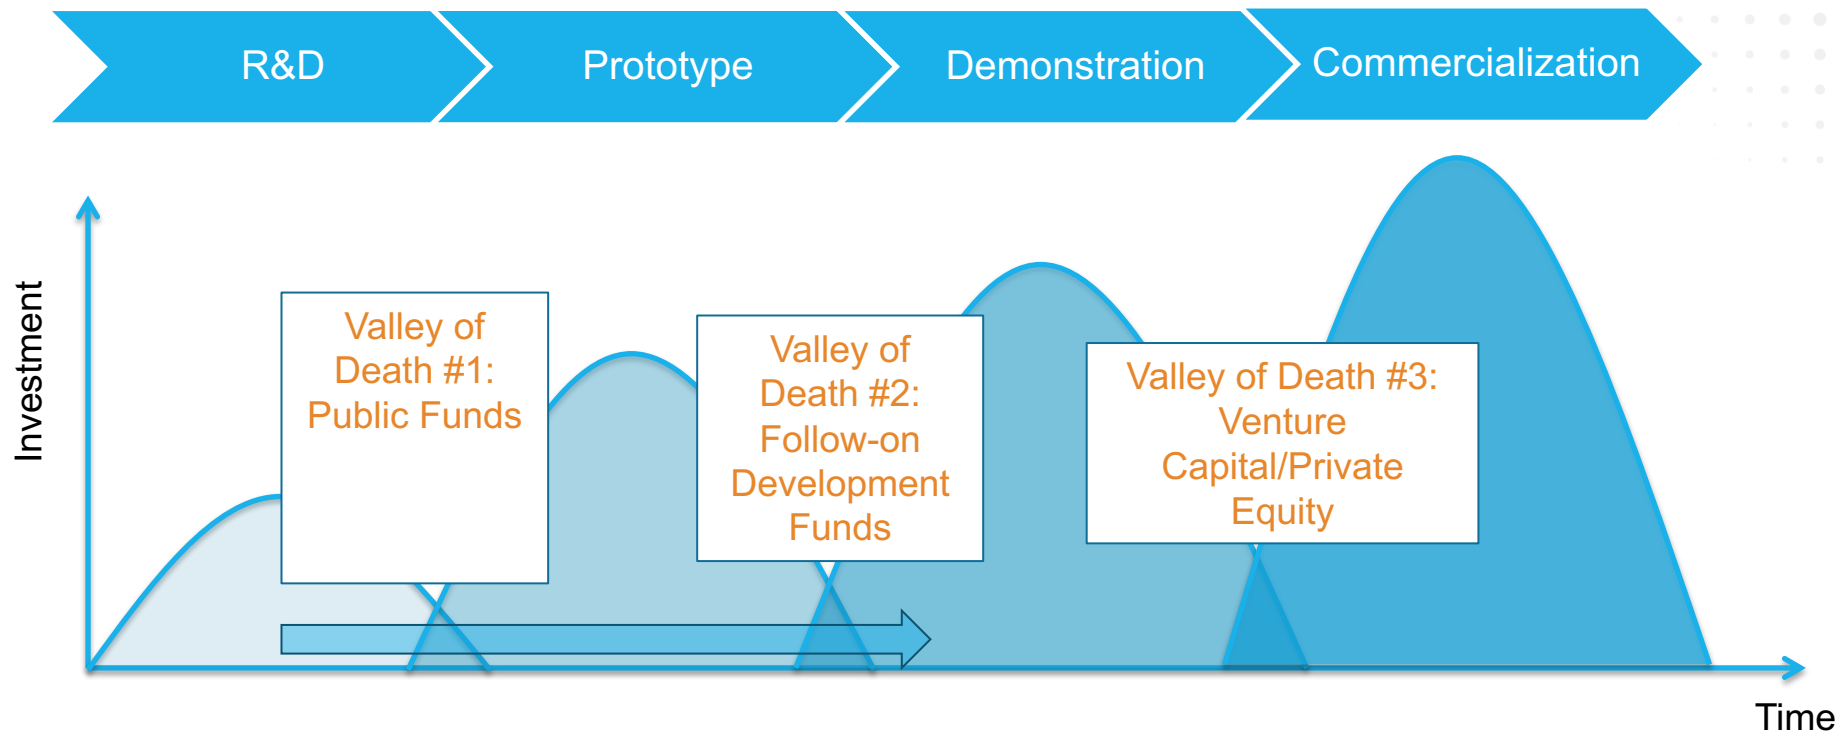 R&D
Prototype
Demonstration
Commercialization
Investment
Valley of
Death #1:
Public Funds
Valley of
Death #2:
Follow-on
Development
Funds
Valley of Death #3:
Venture
Capital/Private
Equity
Time